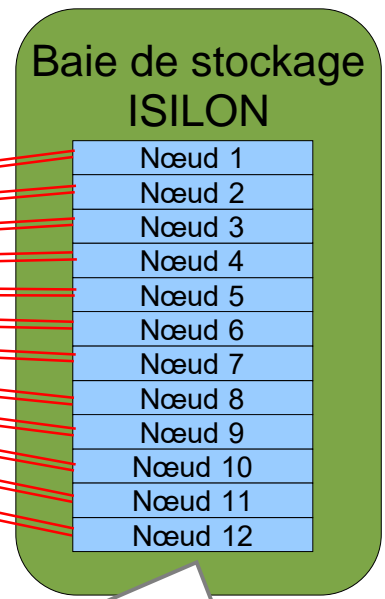 Baie de stockage
ISILON
Nœud 1
Nœud 2
Nœud 3
Nœud 4
Nœud 5
Nœud 6
Nœud 7
Nœud 8
Nœud 9
Nœud 10
Nœud 11
Nœud 12